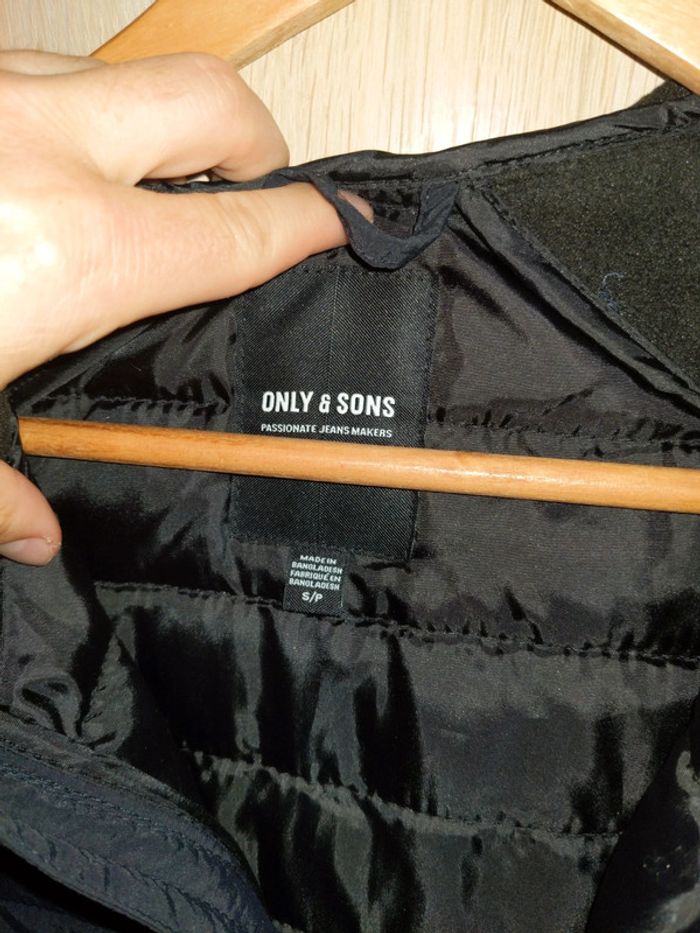 ONLY & SONS
PASSIONATE JEANS MAKERS
MADE IN
BANGLADESH
FABRIQUÉ EN
BANGLADESH
S/P